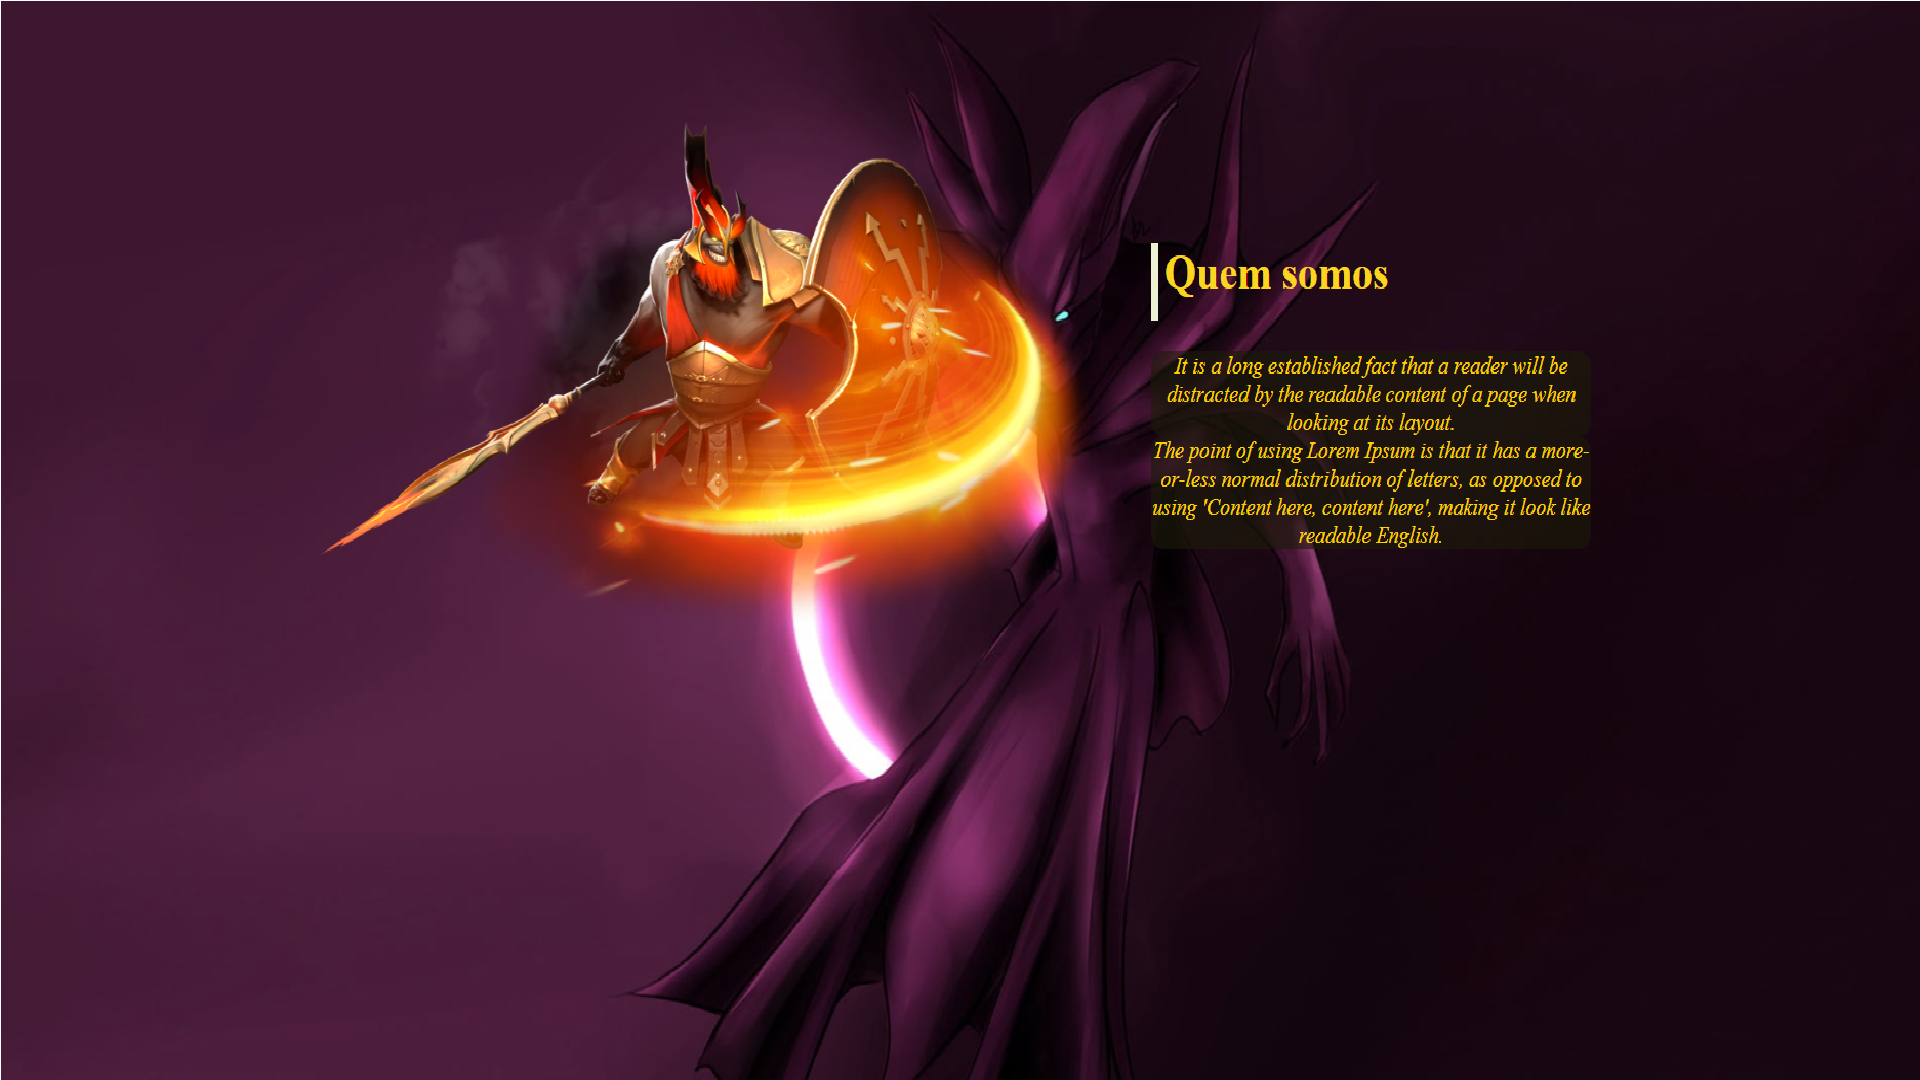 Quem somos
It is a long established fact that a reader will be
distracted by the readable content of a page when
looking at its layout.
The point of using Lorem Ipsum is that it has a more-
or-less normal distribution of letters, as opposed to
using 'Content here, content here', making it look like
readable English.